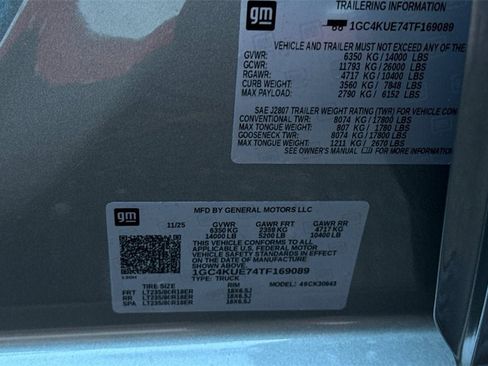 gm
TRAILERING INFORMATION
1GC4KUE74TF169089
VEHICLE AND TRAILER MUST NOT EXCEED ANY OF THE
GVWR: 6350 KG / 14000 LBS
GCWR: 11793 KG / 26000 LBS
RGAWR: 4717 KG / 10400 LBS
CURB WEIGHT: 3560 KG / 7848 LBS
MAX PAYLOAD: 2790 KG / 6152 LBS
SAE J2807 TRAILER WEIGHT RATING (TWR) FOR VEHICLE CON
CONVENTIONAL TWR: 8074 KG / 17800 LBS
MAX TONGUE WEIGHT: 807 KG / 1780 LBS
GOOSENECK TWR: 8074 KG / 17800 LBS
MAX TONGUE WEIGHT: 1211 KG / 2670 LBS
SEE OWNER'S MANUAL FOR MORE INFORMATION
gm
MFD BY GENERAL MOTORS LLC
11/25 GVWR GAWR FRT GAWR RR
6350 KG 2359 KG 4717 KG
14000 LB 5200 LB 10400 LB
THIS VEHICLE CONFORMS TO ALL
APPLICABLE U.S. FEDERAL MOTOR
VEHICLE SAFETY STANDARDS IN
EFFECT ON THE DATE OF
MANUFACTURE SHOWN ABOVE.
1GC4KUE74TF169089
TYPE: TRUCK
MODEL: 4SCK30943
TIRE SIZE RIM
FRT LT235/80R18ER 18X6.5J
RR LT235/80R18ER 18X6.5J
SPA LT235/80R18ER 18X6.5J